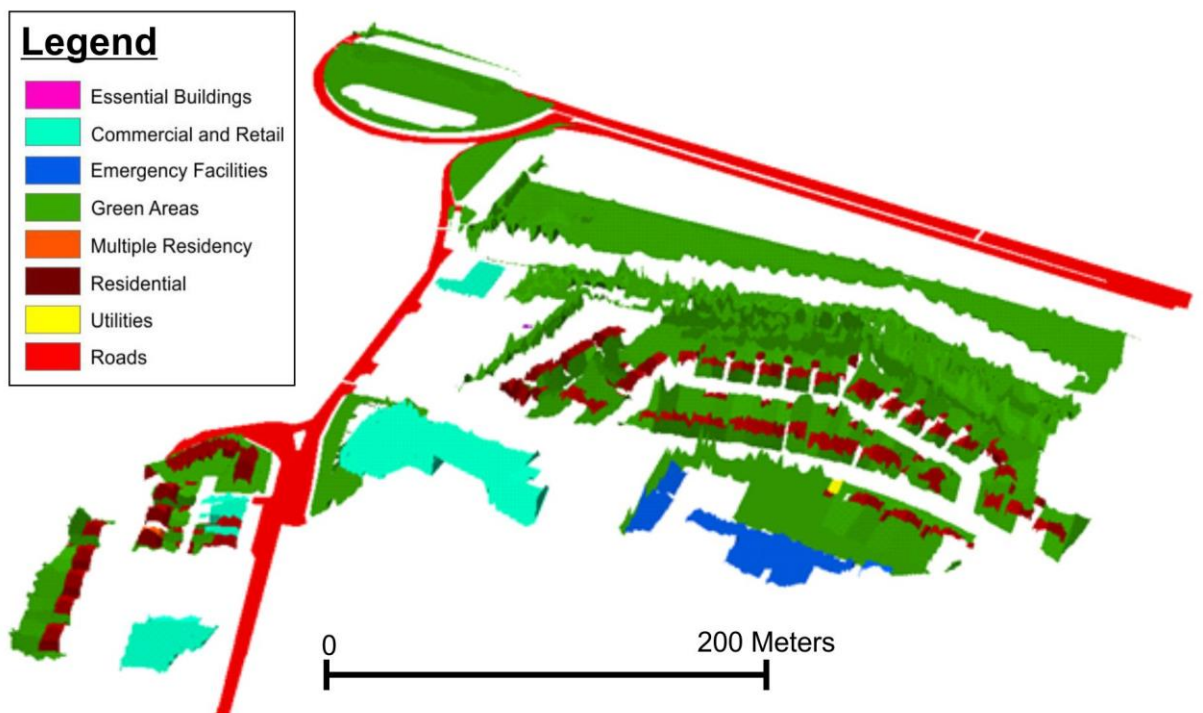 Legend
Essential Buildings
Commercial and Retail
Emergency Facilities
Green Areas
Multiple Residency
Residential
Utilities
Roads
0 200 Meters